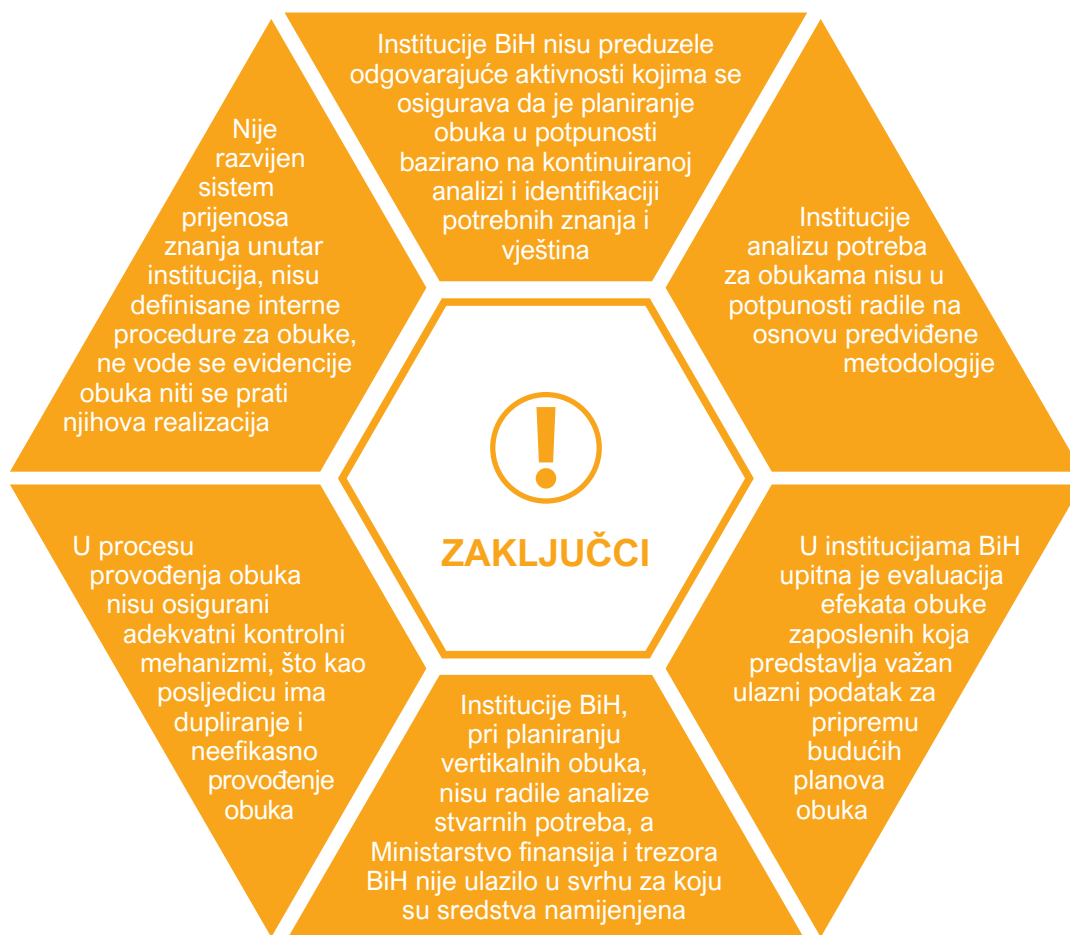 Institucije BiH nisu preduzele
odgovarajuće aktivnosti kojima se
osigurava da je planiranje
obuka u potpunosti
bazirano na kontinuiranoj
analizi i identifikaciji
potrebnih znanja i
vještina
Institucije
analizu potreba
za obukama nisu u
potpunosti radile na
osnovu predviđene
metodologije
U institucijama BiH
upitna je evaluacija
efekata obuke
zaposlenih koja
predstavlja važan
ulazni podatak za
pripremu
budućih
planova
obuka
Institucije BiH,
pri planiranju
vertikalnih obuka,
nisu radile analize
stvarnih potreba, a
Ministarstvo finansija i trezora
BiH nije ulazilo u svrhu za koju
su sredstva namijenjena
U procesu
provođenja obuka
nisu osigurani
adekvatni kontrolni
mehanizmi, što kao
posljedicu ima
dupliranje i
neefikasno
provođenje
obuka
Nije
razvijen
sistem
prijenosa
znanja unutar
institucija, nisu
definisane interne
procedure za obuke,
ne vode se evidencije
obuka niti se prati
njihova realizacija
!
ZAKLJUČCI